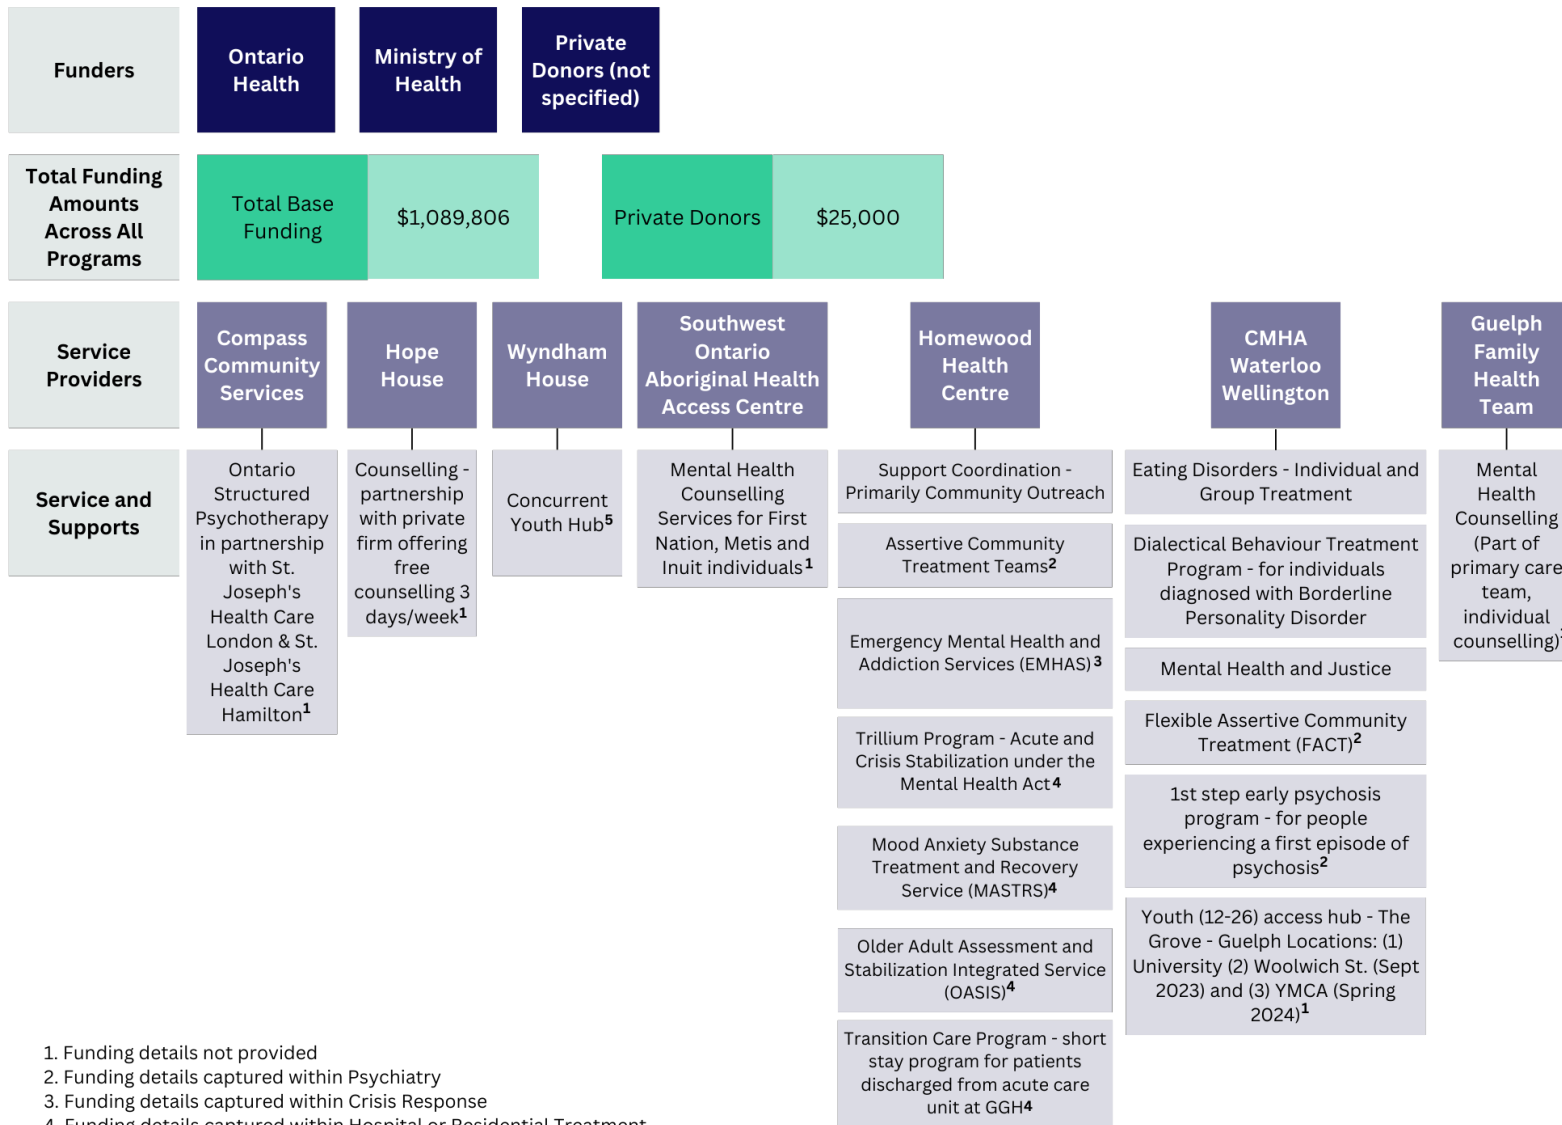 Funders
Ontario
Health
Ministry of
Health
Private
Donors (not
specified)
Total Funding
Amounts
Across All
Programs
Total Base
Funding
$1,089,806
Private Donors
$25,000
Service
Providers
Compass
Community
Services
Hope
House
Wyndham
House
Southwest
Ontario
Aboriginal Health
Access Centre
Homewood
Health
Centre
CMHA
Waterloo
Wellington
Guelph
Family
Health
Team
Service and
Supports
Ontario
Structured
Psychotherapy
in partnership
with St.
Joseph's
Health Care
London & St.
Joseph's
Health Care
Hamilton1
Counselling -
partnership
with private
firm offering
free
counselling 3
days/week1
Concurrent
Youth Hub5
Mental Health
Counselling
Services for First
Nation, Metis and
Inuit individuals1
Support Coordination -
Primarily Community Outreach
Assertive Community
Treatment Teams2
Emergency Mental Health and
Addiction Services (EMHAS)3
Trillium Program - Acute and
Crisis Stabilization under the
Mental Health Act4
Mood Anxiety Substance
Treatment and Recovery
Service (MASTRS)4
Older Adult Assessment and
Stabilization Integrated Service
(OASIS)4
Transition Care Program - short
stay program for patients
discharged from acute care
unit at GGH4
Eating Disorders - Individual and
Group Treatment
Dialectical Behaviour Treatment
Program - for individuals
diagnosed with Borderline
Personality Disorder
Mental Health and Justice
Flexible Assertive Community
Treatment (FACT)2
1st step early psychosis
program - for people
experiencing a first episode of
psychosis2
Youth (12-26) access hub - The
Grove - Guelph Locations: (1)
University (2) Woolwich St. (Sept
2023) and (3) YMCA (Spring
2024)1
Mental
Health
Counselling
(Part of
primary care
team,
individual
counselling)
1. Funding details not provided
2. Funding details captured within Psychiatry
3. Funding details captured within Crisis Response
4. Funding details captured within Hospital or Residential Treatment